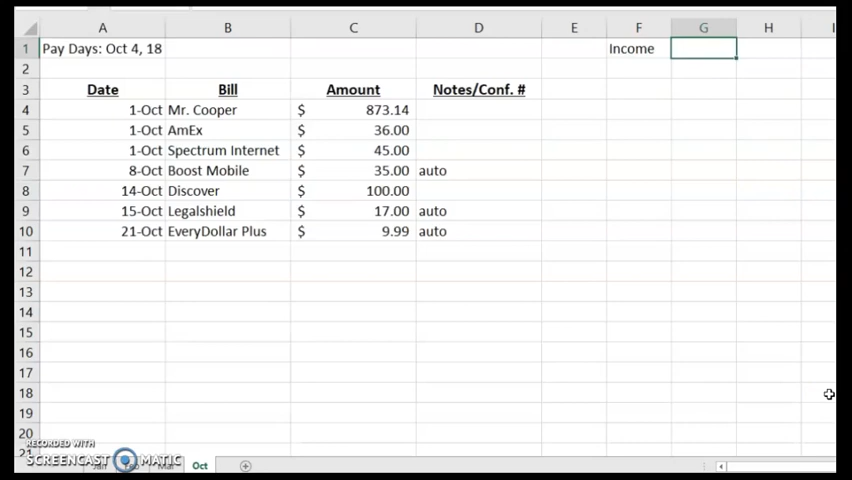 A B C D E F G H I
1 Pay Days: Oct 4, 18 Income
2
3 Date Bill Amount Notes/Conf. #
4 1-Oct Mr. Cooper $ 873.14
5 1-Oct AmEx $ 36.00
6 1-Oct Spectrum Internet $ 45.00
7 8-Oct Boost Mobile $ 35.00 auto
8 14-Oct Discover $ 100.00
9 15-Oct Legalshield $ 17.00 auto
10 21-Oct EveryDollar Plus $ 9.99 auto
11
12
13
14
15
16
17
18
19
20
21
RECORDED WITH
SCREENCAST MATIC
Oct